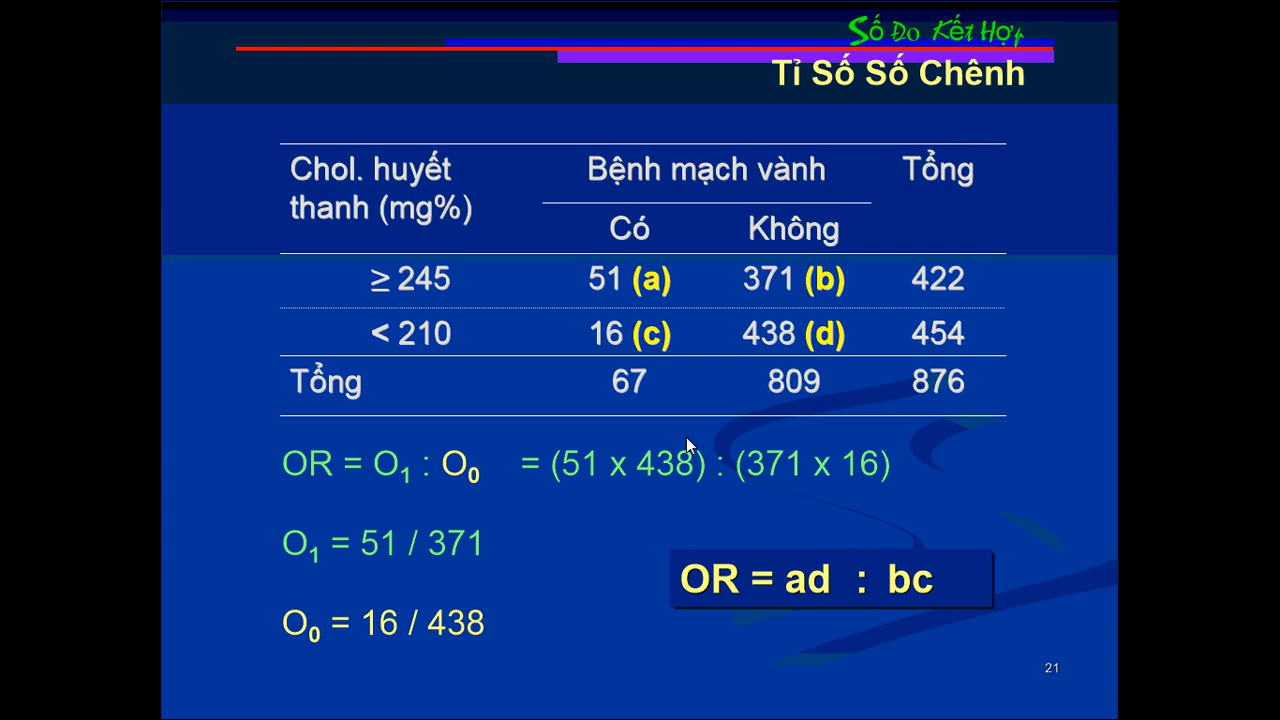 Số Đo Kết Hợp
Tỉ Số Số Chênh
Chol. huyết thanh (mg%) Bệnh mạch vành Tổng
Có Không
≥ 245 51 (a) 371 (b) 422
< 210 16 (c) 438 (d) 454
Tổng 67 809 876
OR = O1 : O0 = (51 x 438) : (371 x 16)
O1 = 51 / 371
OR = ad : bc
O0 = 16 / 438
21